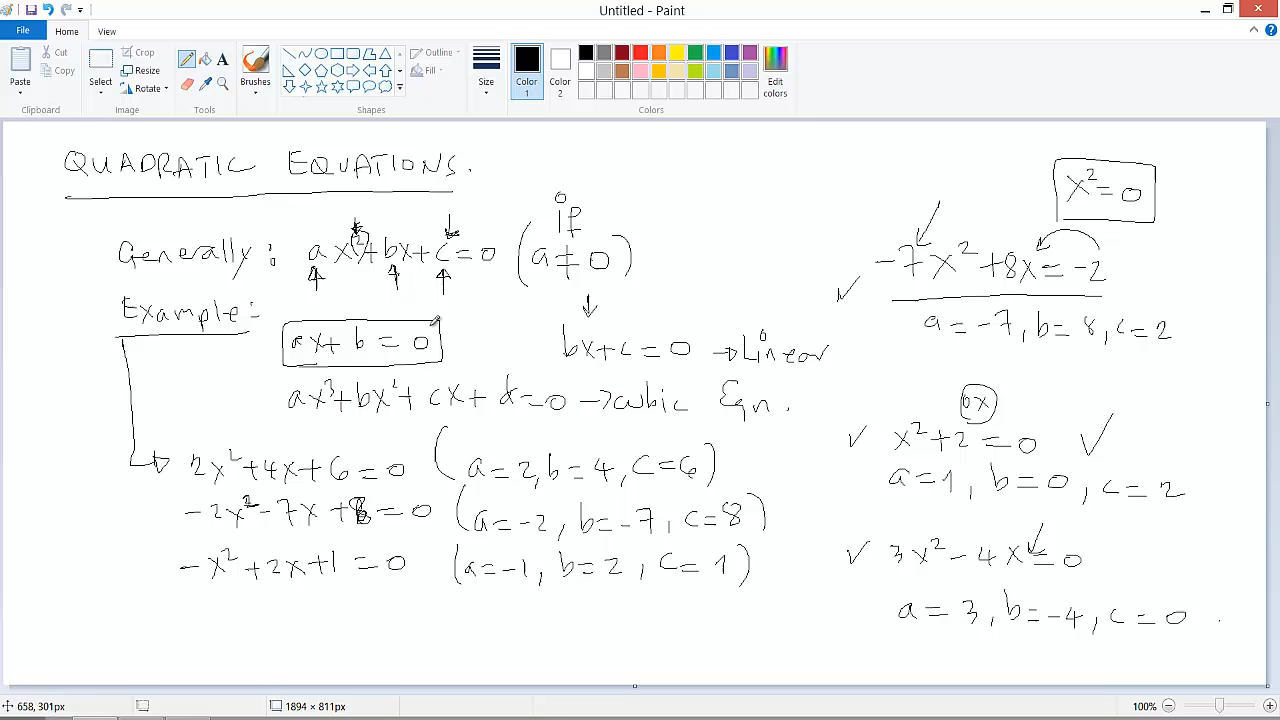 Untitled - Paint
File Home View
Paste Cut Copy Clipboard
Select Crop Resize Rotate Image
Tools
Brushes
Outline Fill Shapes
Size
Color 1 Color 2 Edit colors Colors
QUADRATIC EQUATIONS.
Generally: ax²+bx+c=0 (if a≠0)
Example:
ax+b=0
bx+c=0 → Linear
ax³+bx²+cx+d=0 → cubic Eqn.
2x²+4x+6=0 (a=2, b=4, c=6)
-2x²-7x+8=0 (a=-2, b=-7, c=8)
-x²+2x+1=0 (a=-1, b=2, c=1)
x²=0
✓ -7x²+8x=-2
a=-7, b=8, c=2
0x
✓ x²+2=0 ✓
a=1, b=0, c=2
✓ 3x²-4x=0
a=3, b=-4, c=0.
658, 301px 1894 × 811px 100%